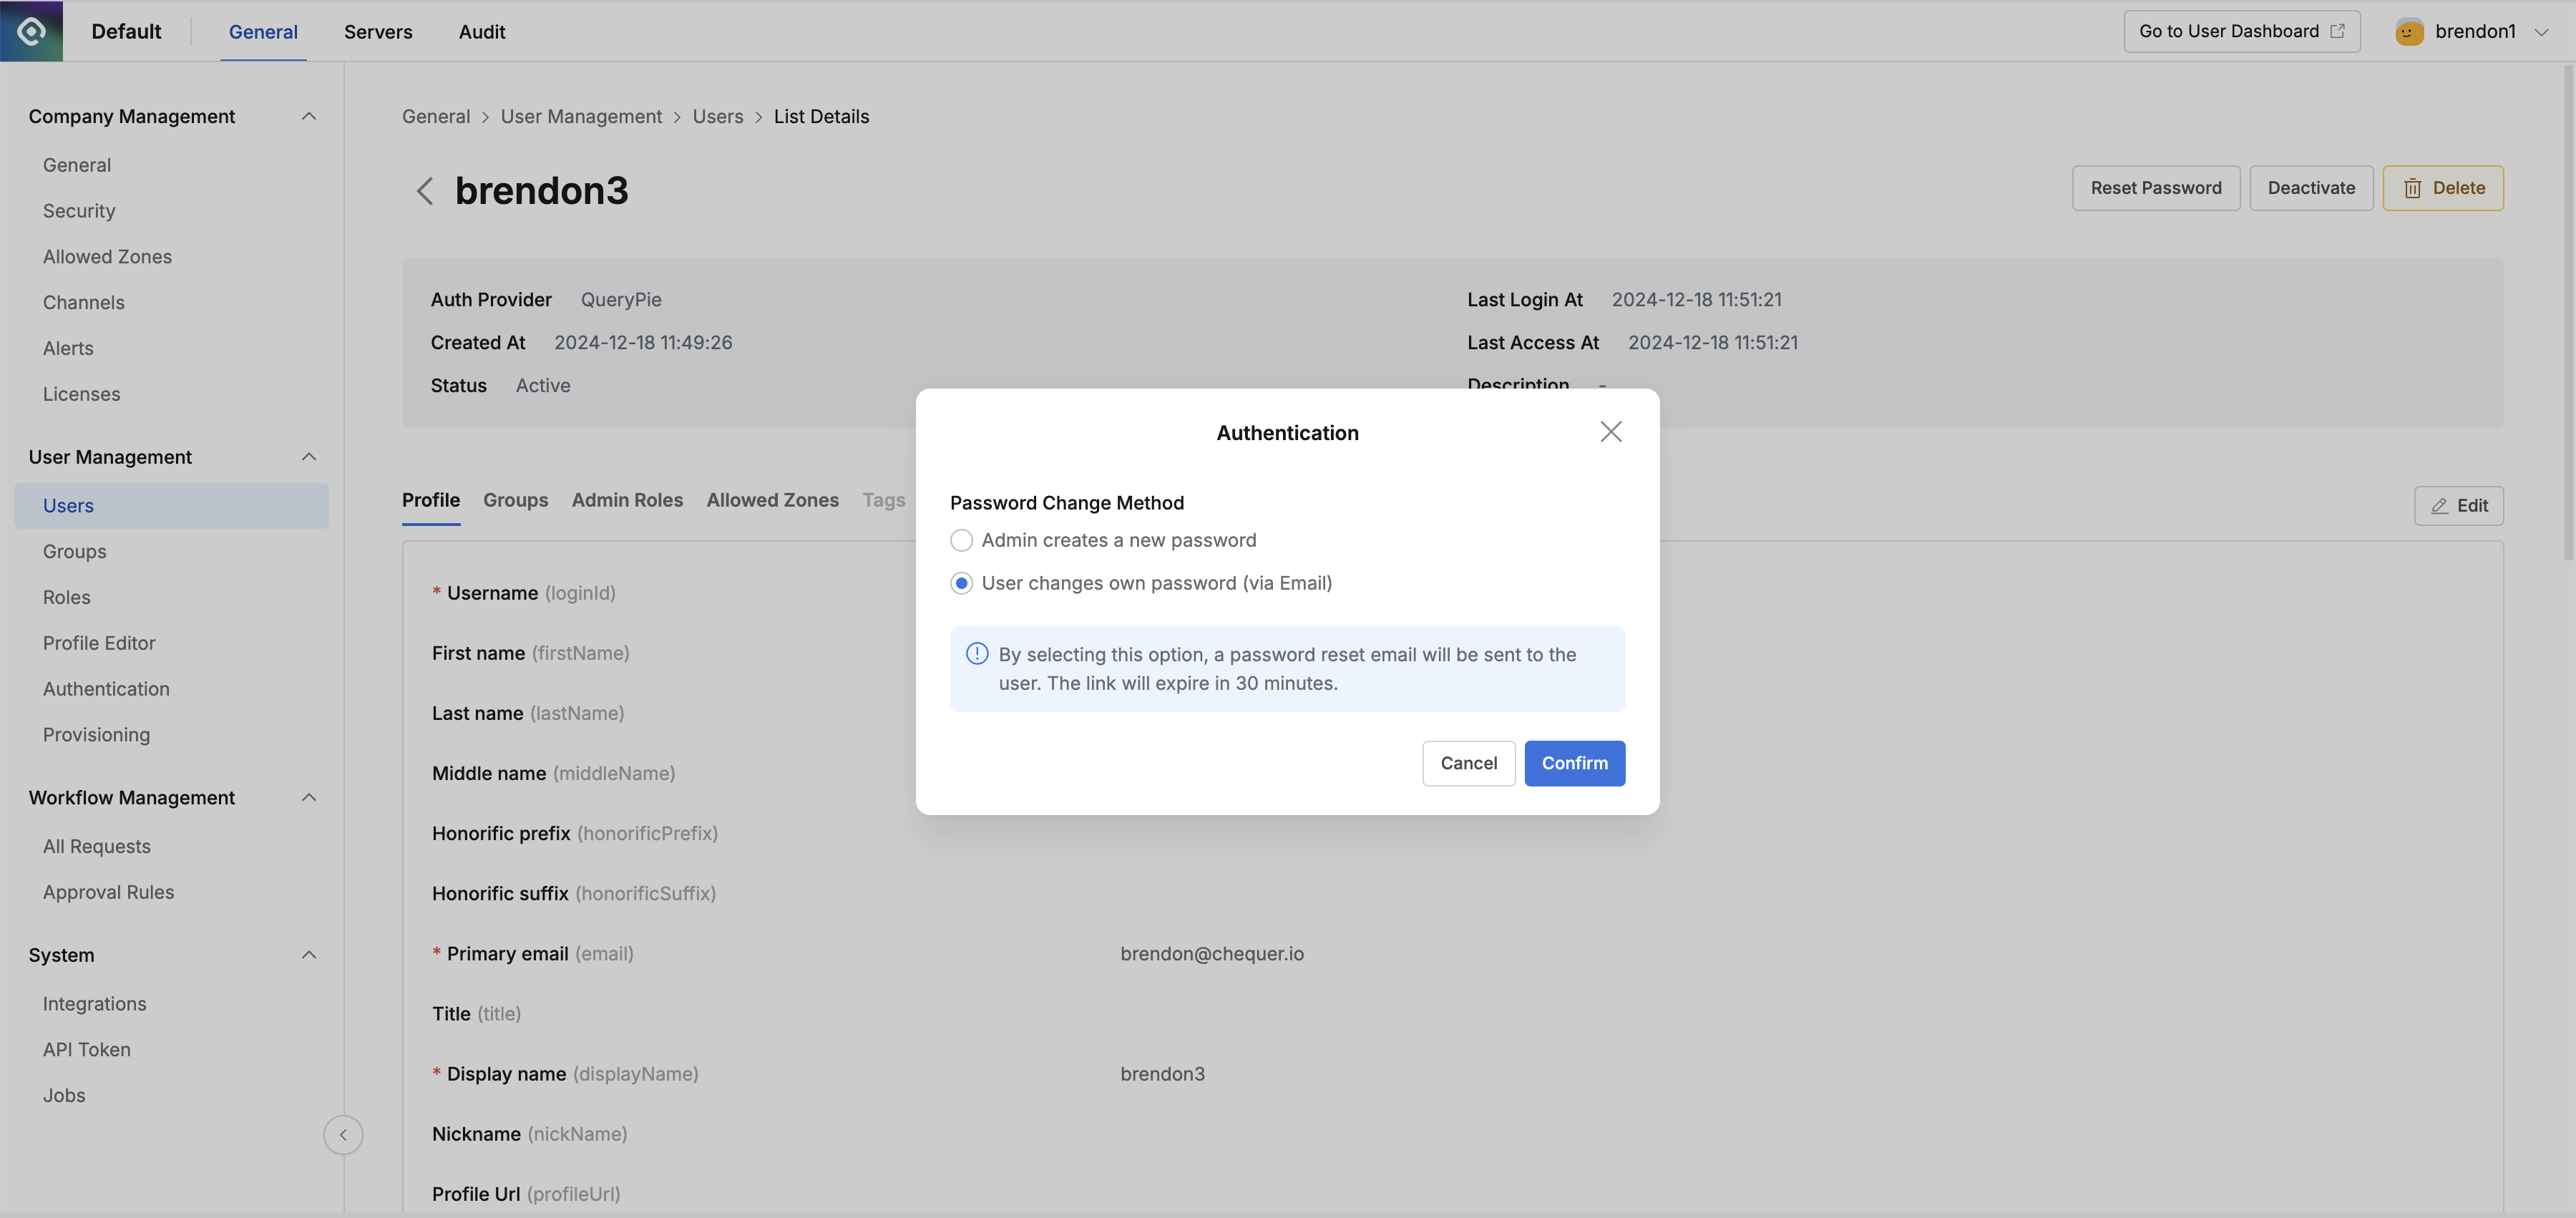 Default
General
Servers
Audit
Go to User Dashboard
brendon1
Company Management
General
Security
Allowed Zones
Channels
Alerts
Licenses
User Management
Users
Groups
Roles
Profile Editor
Authentication
Provisioning
Workflow Management
All Requests
Approval Rules
System
Integrations
API Token
Jobs
General > User Management > Users > List Details
brendon3
Reset Password
Deactivate
Delete
Auth Provider QueryPie
Last Login At 2024-12-18 11:51:21
Created At 2024-12-18 11:49:26
Last Access At 2024-12-18 11:51:21
Status Active
Description -
Profile
Groups
Admin Roles
Allowed Zones
Tags
Edit
* Username (loginId)
First name (firstName)
Last name (lastName)
Middle name (middleName)
Honorific prefix (honorificPrefix)
Honorific suffix (honorificSuffix)
* Primary email (email) brendon@chequer.io
Title (title)
* Display name (displayName) brendon3
Nickname (nickName)
Profile Url (profileUrl)
Authentication
Password Change Method
Admin creates a new password
User changes own password (via Email)
By selecting this option, a password reset email will be sent to the
user. The link will expire in 30 minutes.
Cancel
Confirm